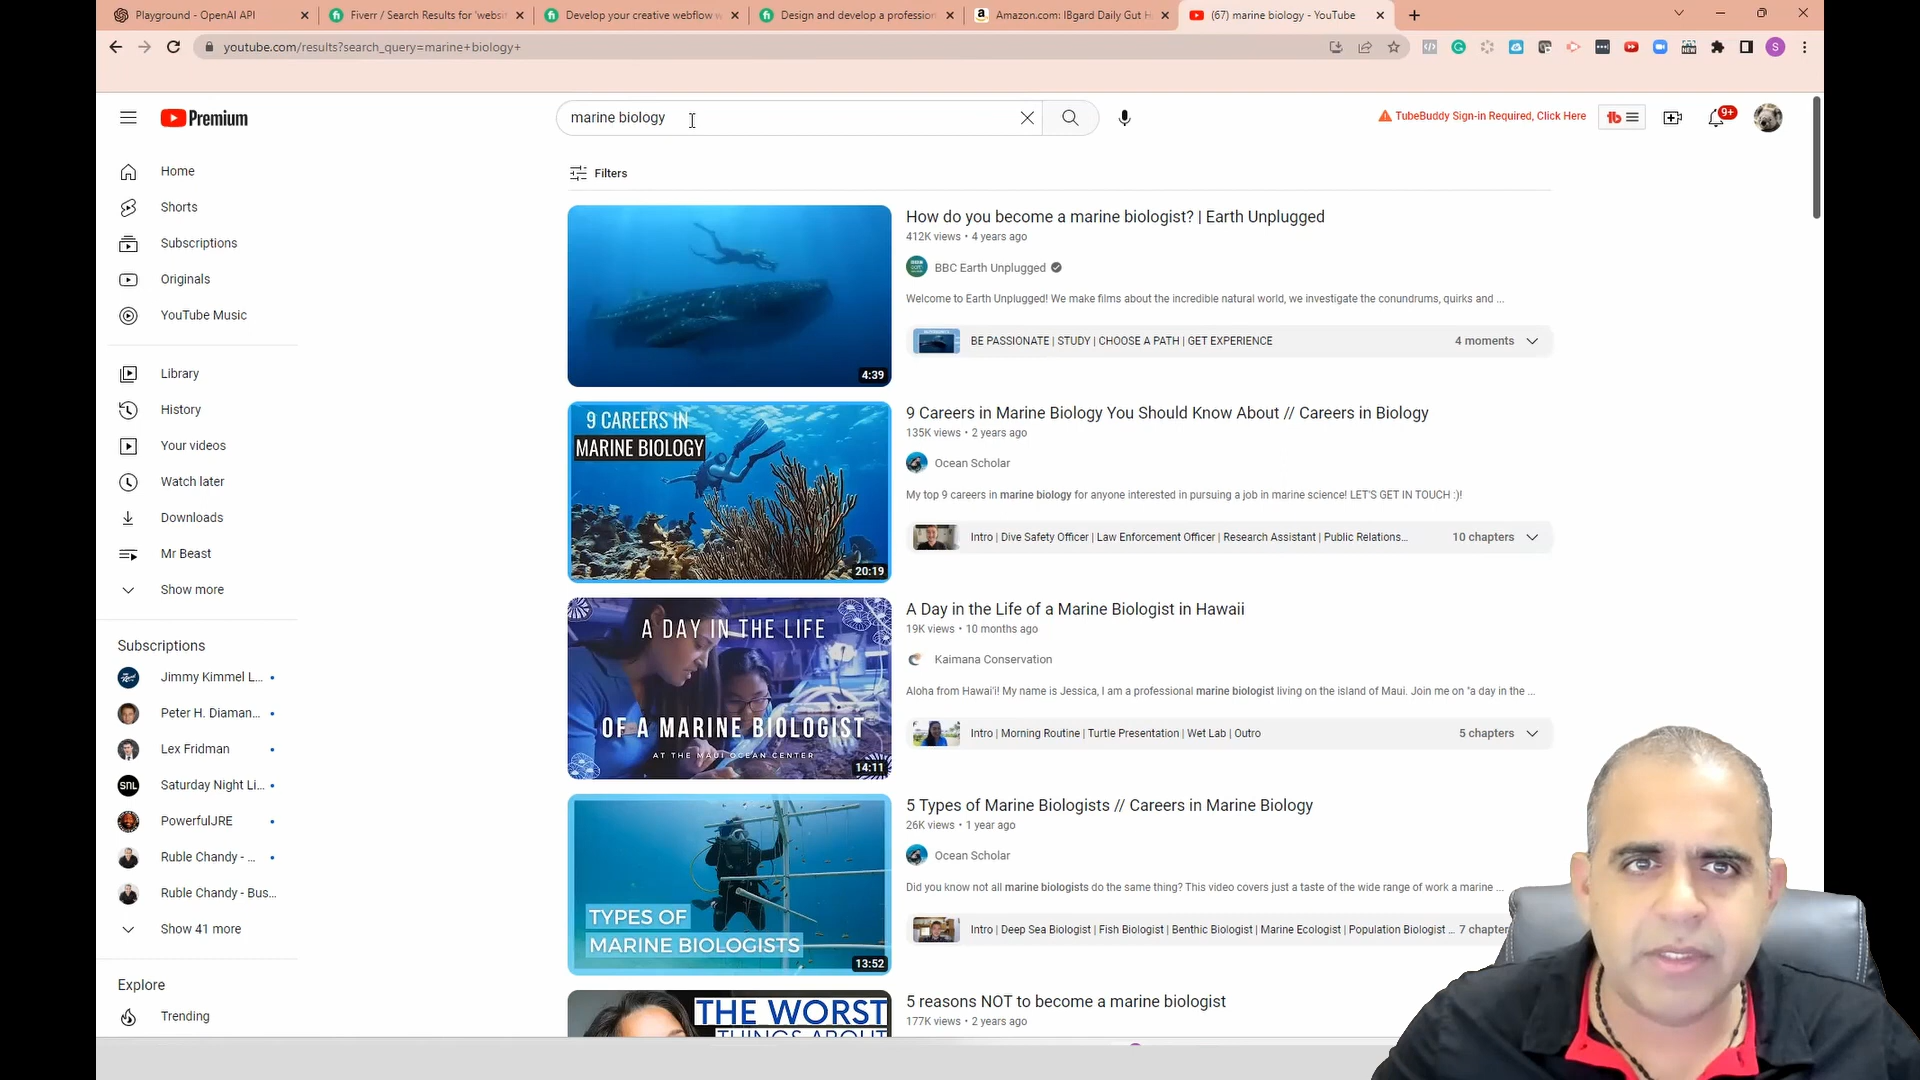 Playground - OpenAI API
Fiverr / Search Results for 'websi
Develop your creative webflow w
Design and develop a profession
Amazon.com: IBgard Daily Gut H
(67) marine biology - YouTube
youtube.com/results?search_query=marine+biology+
Premium
marine biology
TubeBuddy Sign-in Required, Click Here
tb
9+
Home
Shorts
Subscriptions
Originals
YouTube Music
Library
History
Your videos
Watch later
Downloads
Mr Beast
Show more
Subscriptions
Jimmy Kimmel L...
Peter H. Diaman...
Lex Fridman
Saturday Night Li...
PowerfulJRE
Ruble Chandy - ...
Ruble Chandy - Bus...
Show 41 more
Explore
Trending
Filters
4:39
How do you become a marine biologist? | Earth Unplugged
412K views • 4 years ago
BBC Earth Unplugged
Welcome to Earth Unplugged! We make films about the incredible natural world, we investigate the conundrums, quirks and ...
BE PASSIONATE | STUDY | CHOOSE A PATH | GET EXPERIENCE
4 moments
9 CAREERS IN
MARINE BIOLOGY
20:19
9 Careers in Marine Biology You Should Know About // Careers in Biology
135K views • 2 years ago
Ocean Scholar
My top 9 careers in marine biology for anyone interested in pursuing a job in marine science! LET'S GET IN TOUCH :)!
Intro | Dive Safety Officer | Law Enforcement Officer | Research Assistant | Public Relations...
10 chapters
A DAY IN THE LIFE
OF A MARINE BIOLOGIST
AT THE MAUI OCEAN CENTER
14:11
A Day in the Life of a Marine Biologist in Hawaii
19K views • 10 months ago
Kaimana Conservation
Aloha from Hawai'i! My name is Jessica, I am a professional marine biologist living on the island of Maui. Join me on "a day in the ...
Intro | Morning Routine | Turtle Presentation | Wet Lab | Outro
5 chapters
TYPES OF
MARINE BIOLOGISTS
13:52
5 Types of Marine Biologists // Careers in Marine Biology
26K views • 1 year ago
Ocean Scholar
Did you know not all marine biologists do the same thing? This video covers just a taste of the wide range of work a marine ...
Intro | Deep Sea Biologist | Fish Biologist | Benthic Biologist | Marine Ecologist | Population Biologist ...
7 chapter
THE WORST
THINGS ABOUT
5 reasons NOT to become a marine biologist
177K views • 2 years ago
S
NEW
SNL